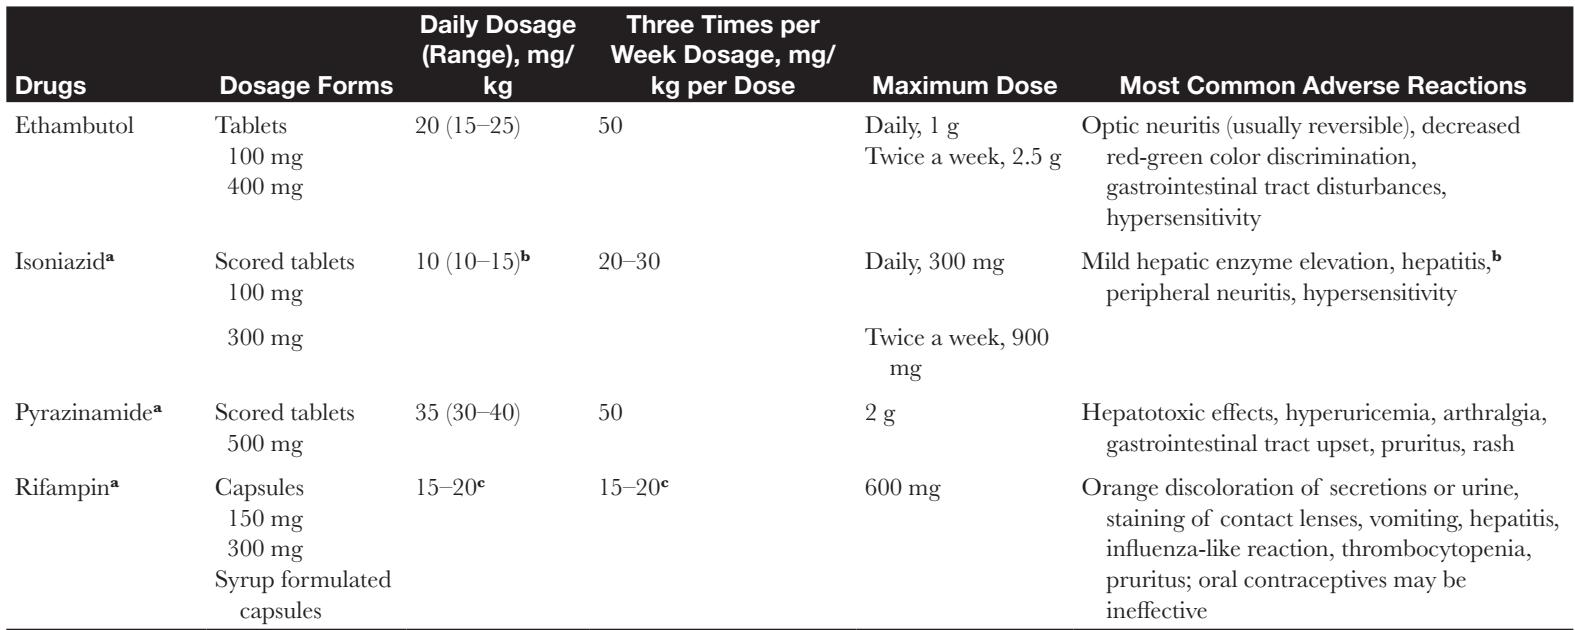 Drugs
Dosage Forms
Daily Dosage
(Range), mg/
kg
Three Times per
Week Dosage, mg/
kg per Dose
Maximum Dose
Most Common Adverse Reactions
Ethambutol
Tablets
100 mg
400 mg
20 (15–25)
50
Daily, 1 g
Twice a week, 2.5 g
Optic neuritis (usually reversible), decreased
red-green color discrimination,
gastrointestinal tract disturbances,
hypersensitivity
Isoniazidᵃ
Scored tablets
100 mg
300 mg
10 (10–15)ᵇ
20–30
Daily, 300 mg
Twice a week, 900
mg
Mild hepatic enzyme elevation, hepatitis,ᵇ
peripheral neuritis, hypersensitivity
Pyrazinamideᵃ
Scored tablets
500 mg
35 (30–40)
50
2 g
Hepatotoxic effects, hyperuricemia, arthralgia,
gastrointestinal tract upset, pruritus, rash
Rifampinᵃ
Capsules
150 mg
300 mg
Syrup formulated
capsules
15–20ᶜ
15–20ᶜ
600 mg
Orange discoloration of secretions or urine,
staining of contact lenses, vomiting, hepatitis,
influenza-like reaction, thrombocytopenia,
pruritus; oral contraceptives may be
ineffective